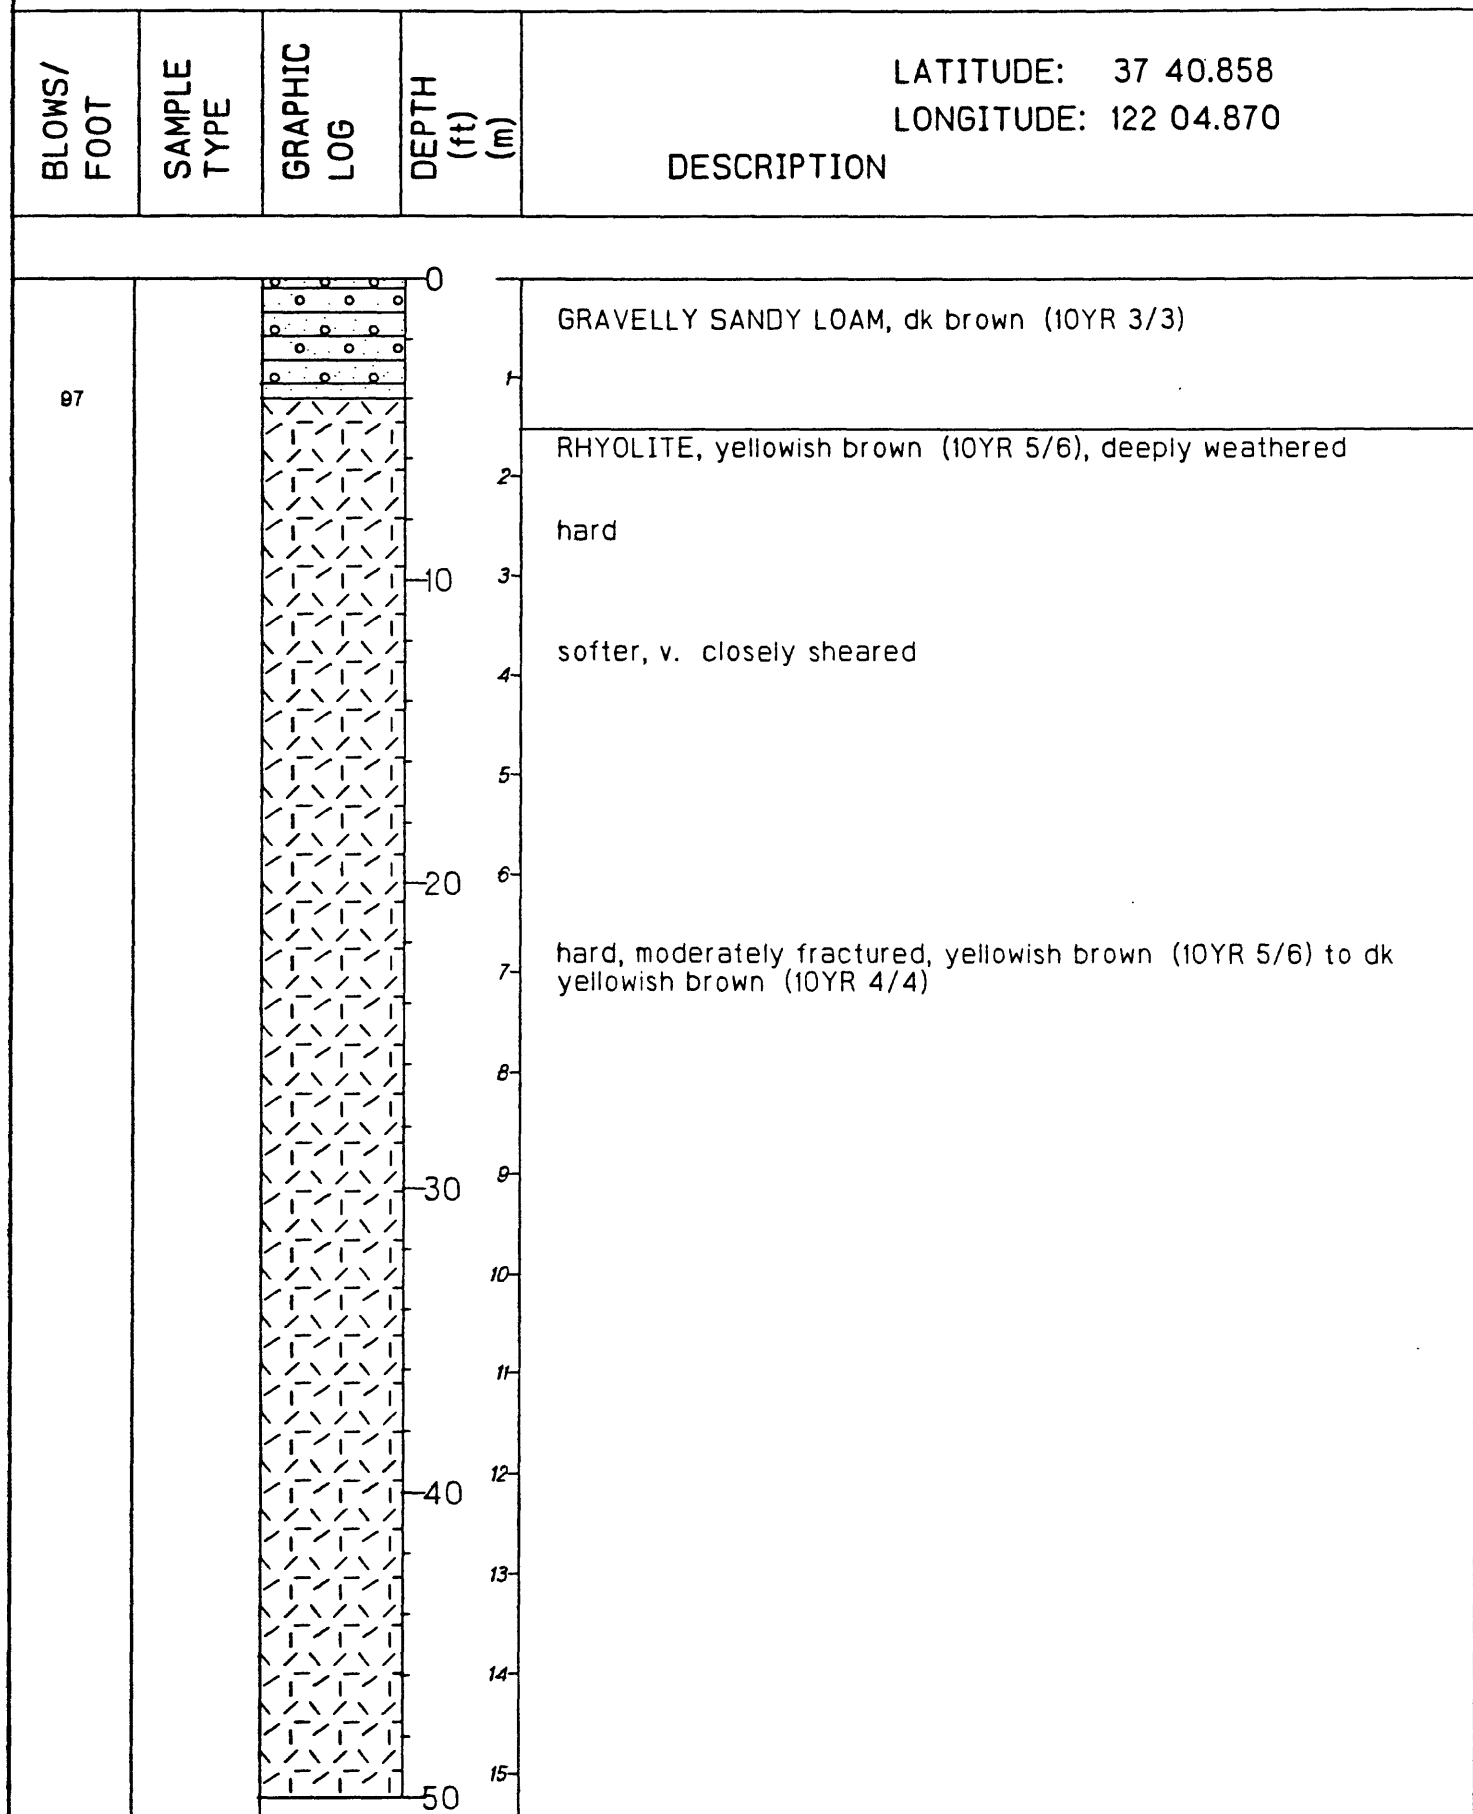 BLOWS/
FOOT
SAMPLE
TYPE
GRAPHIC
LOG
DEPTH
(ft)
(m)
LATITUDE: 37 40.858
LONGITUDE: 122 04.870
DESCRIPTION
0
GRAVELLY SANDY LOAM, dk brown (10YR 3/3)
1
97
RHYOLITE, yellowish brown (10YR 5/6), deeply weathered
2
hard
10
3
softer, v. closely sheared
4
5
6
20
hard, moderately fractured, yellowish brown (10YR 5/6) to dk
7
yellowish brown (10YR 4/4)
8
9
30
10
11
12
40
13
14
15
50